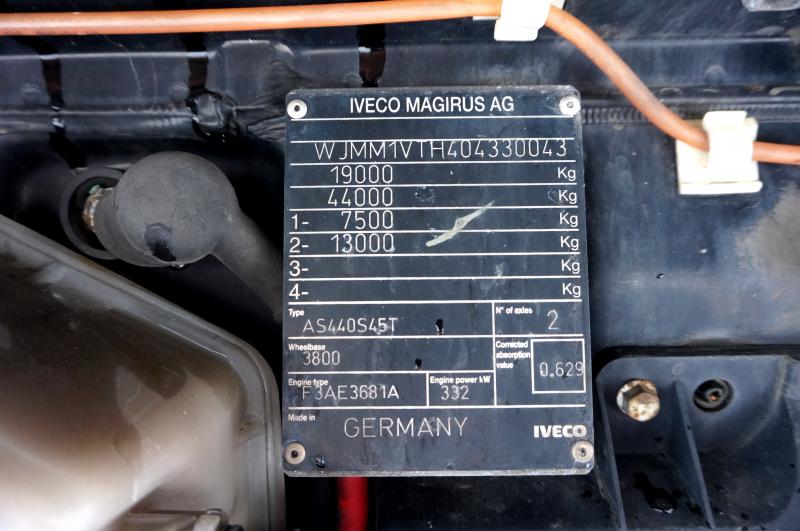 IVECO MAGIRUS AG
WJMM1VTH404330043
19000 Kg
44000 Kg
1- 7500 Kg
2- 13000 Kg
3- Kg
4- Kg
Type AS440S45T N° of axles 2
Wheelbase 3800 Corrected absorption value 0.629
Engine type F3AE3681A Engine power kW 332
Made in GERMANY IVECO